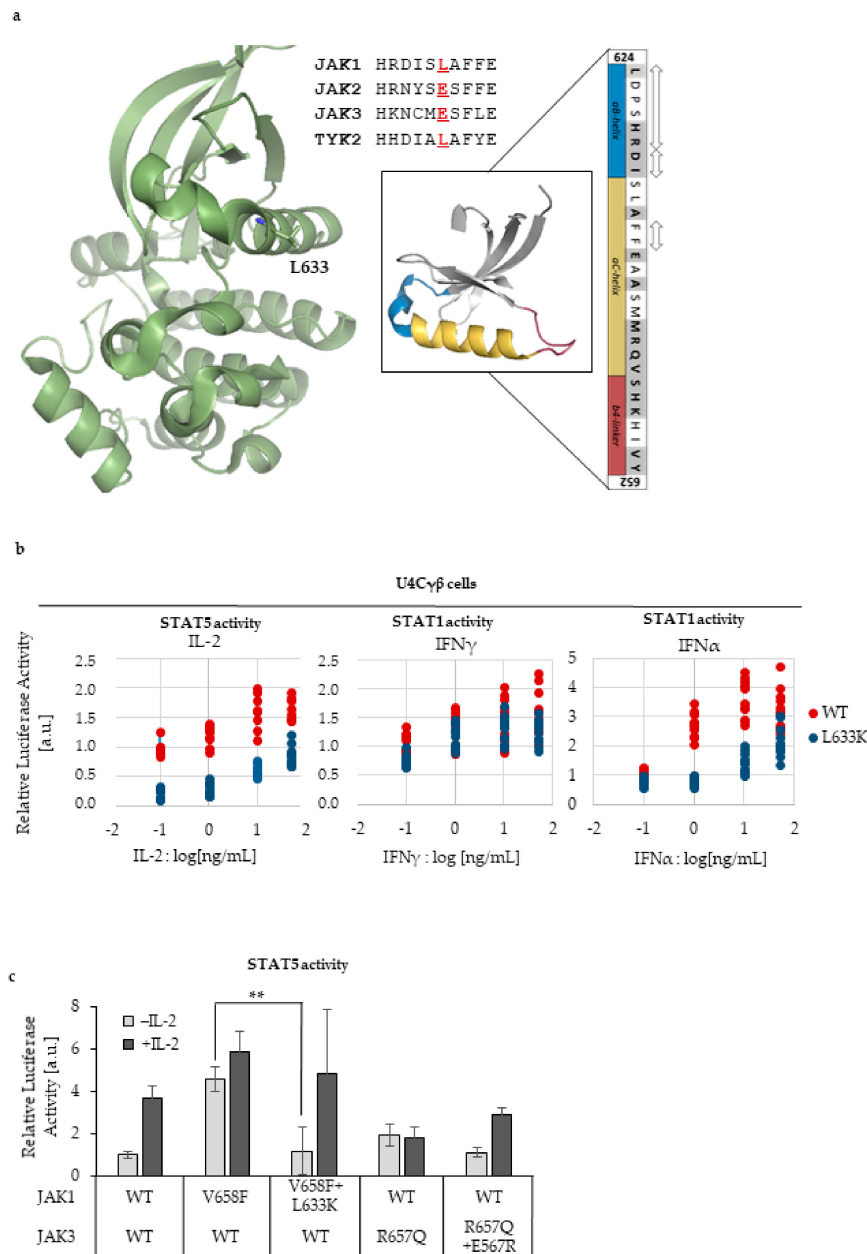 a
JAK1 HRDISLAFFE
JAK2 HRNYSESFFE
JAK3 HKNCMESFLE
TYK2 HHDIALAFYE
L633
624
αB-helix
αC-helix
b4-linker
L
D
P
S
H
R
D
I
S
L
A
F
F
E
A
A
S
M
M
R
Q
V
S
H
K
H
I
V
Y
652
b
U4Cγβ cells
STAT5 activity
IL-2
STAT1 activity
IFNγ
STAT1 activity
IFNα
Relative Luciferase Activity
[a.u.]
2.5
2.0
1.5
1.0
0.5
0.0
-2 -1 0 1 2
IL-2 : log[ng/mL]
2.5
2.0
1.5
1.0
0.5
0.0
-2 -1 0 1 2
IFNγ : log [ng/mL]
5
4
3
2
1
0
-2 -1 0 1 2
IFNα : log[ng/mL]
WT
L633K
c
STAT5 activity
Relative Luciferase
Activity [a.u.]
8
6
4
2
0
–IL-2
+IL-2
**
JAK1 WT V658F V658F+ L633K WT WT
JAK3 WT WT WT R657Q R657Q +E567R